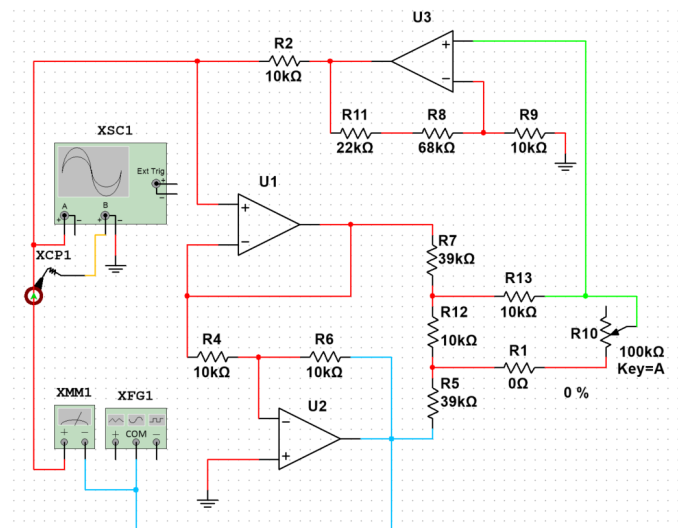 U3
R2
10kΩ
+
−
R11
22kΩ
R8
68kΩ
R9
10kΩ
XSC1
Ext Trig
+
−
A
B
+ − + −
U1
+
−
XCP1
R7
39kΩ
R13
10kΩ
R12
10kΩ
R10
100kΩ
Key=A
R4
10kΩ
R6
10kΩ
R1
0Ω
0 %
R5
39kΩ
XMM1
XFG1
U2
−
+
+ −
+ COM −